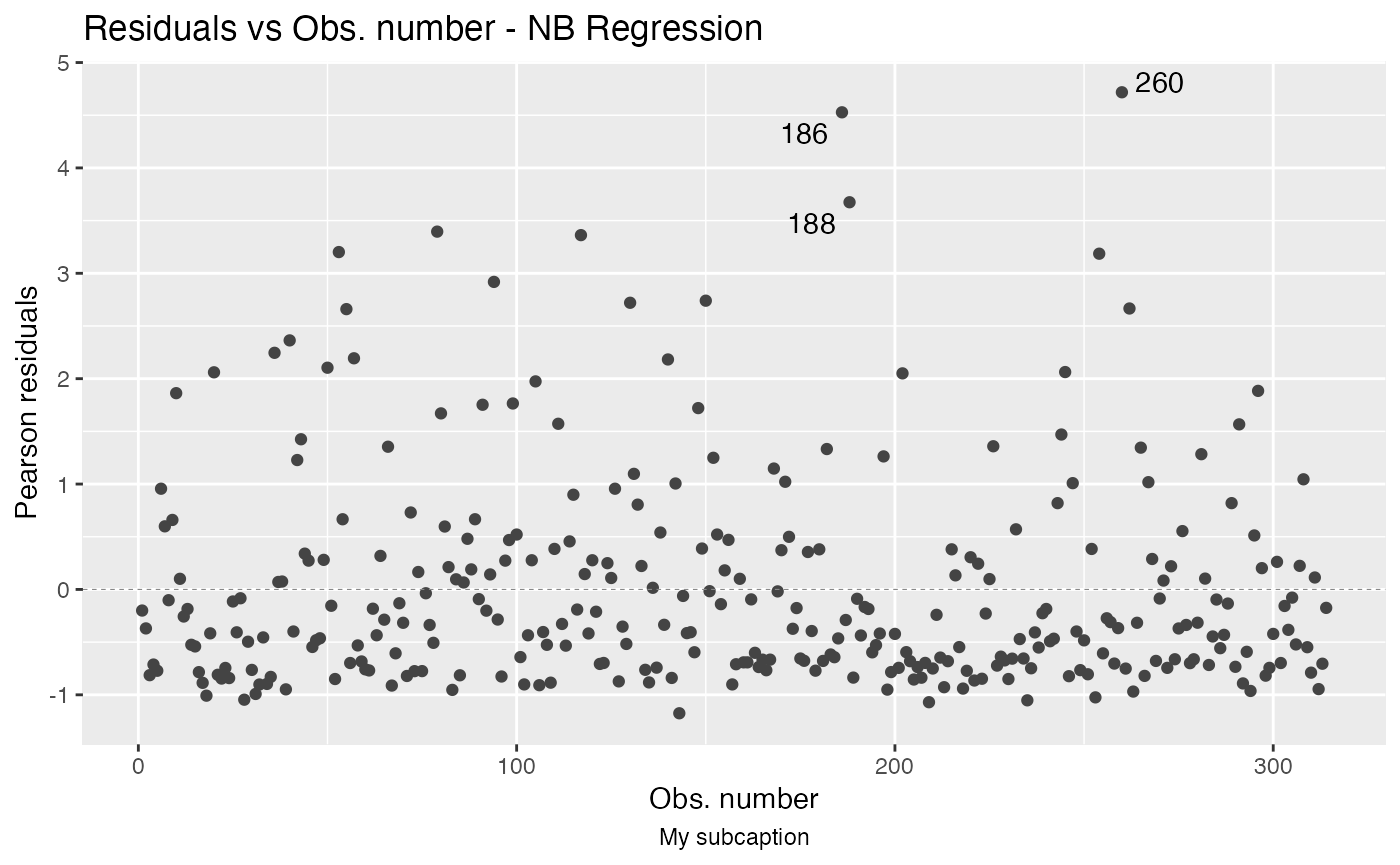 Residuals vs Obs. number - NB Regression
5
4
3
2
1
0
-1
Pearson residuals
260
186
188
0 100 200 300
Obs. number
My subcaption